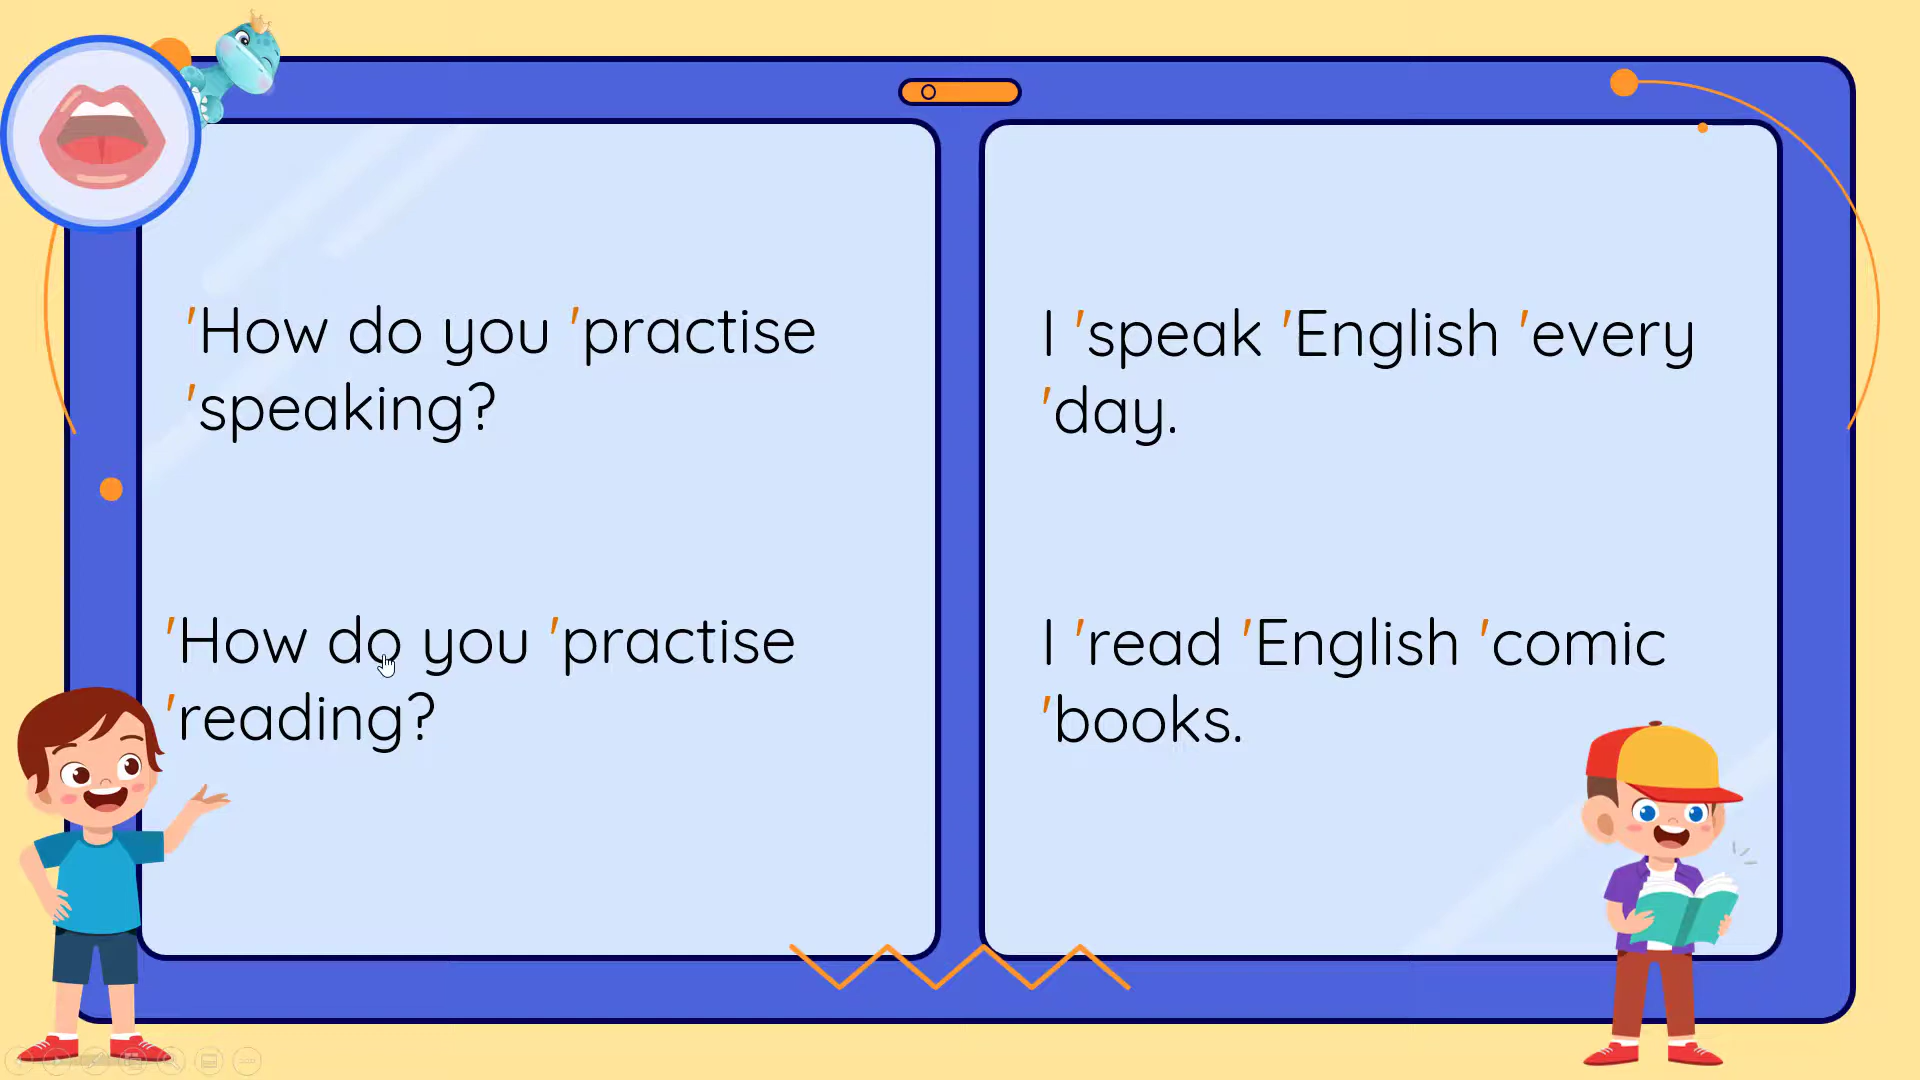 'How do you 'practise
'speaking?
I 'speak 'English 'every
'day.
'How do you 'practise
'reading?
I 'read 'English 'comic
'books.